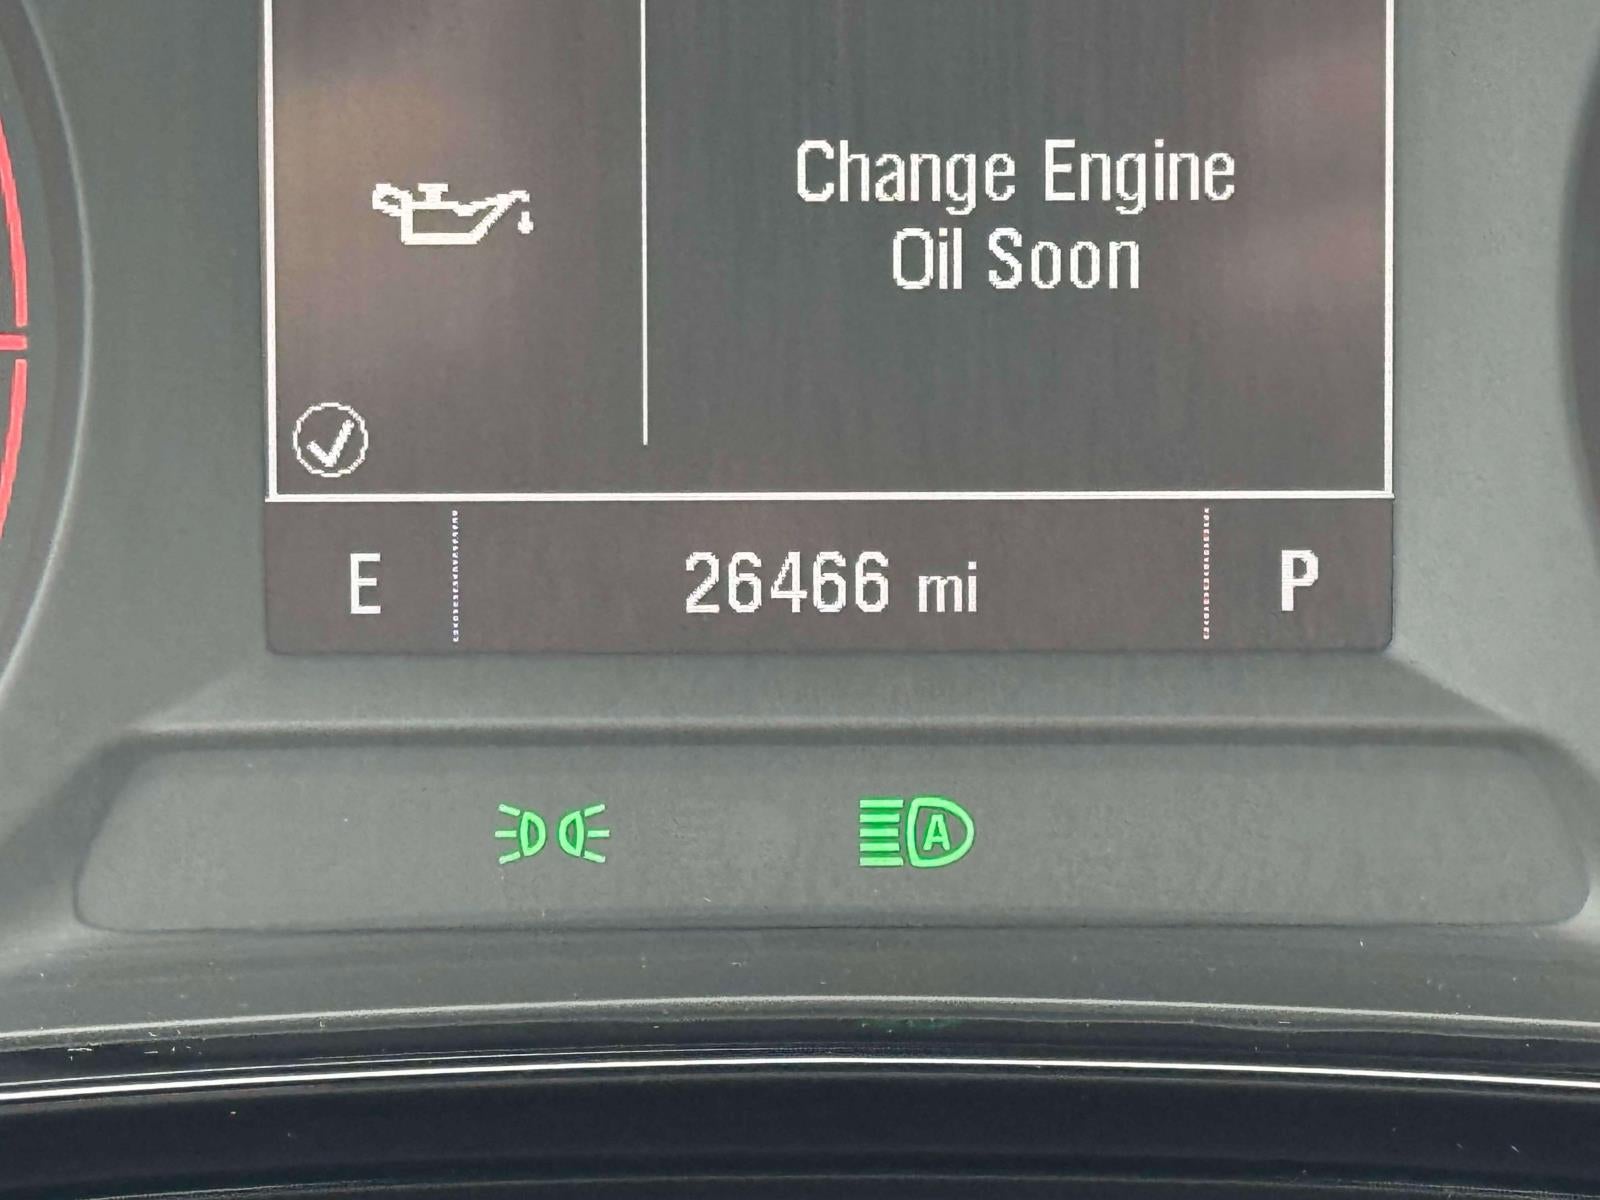 Change Engine
Oil Soon
E 26466 mi P
A